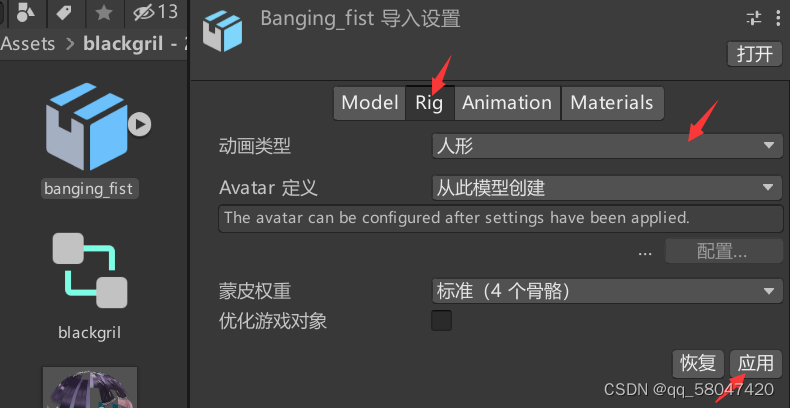 13
Assets > blackgril - 2
banging_fist
blackgril
Banging_fist 导入设置
打开
Model Rig Animation Materials
动画类型 人形
Avatar 定义 从此模型创建
The avatar can be configured after settings have been applied.
... 配置...
蒙皮权重 标准（4 个骨骼）
优化游戏对象
恢复 应用
CSDN @qq_58047420